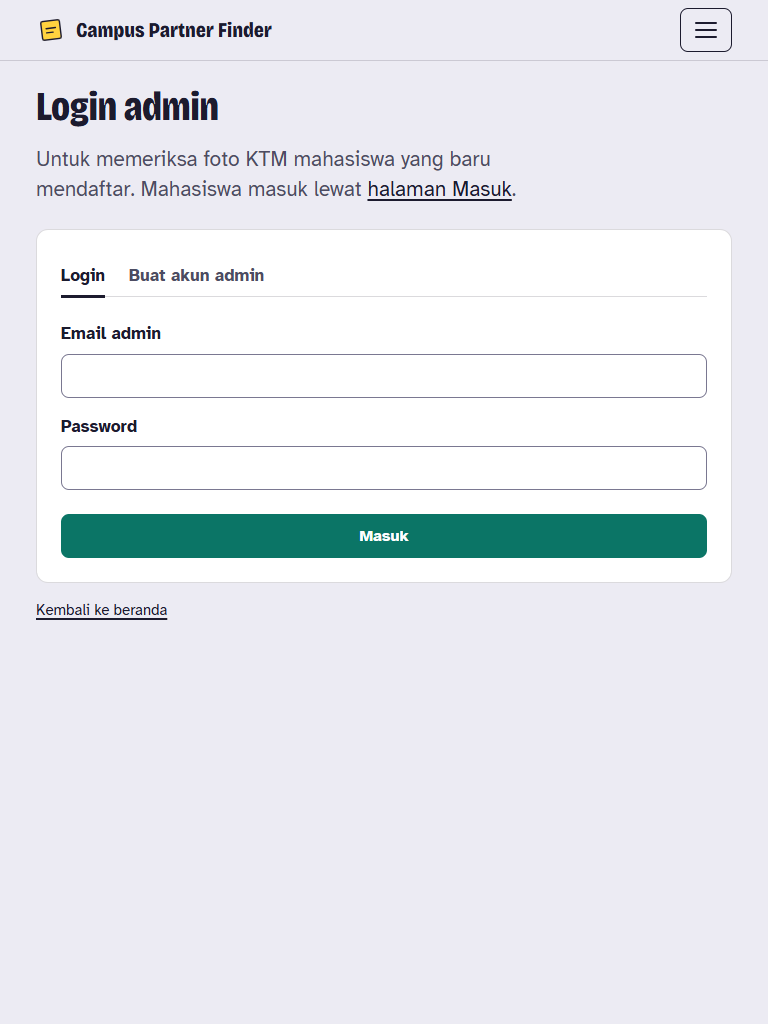 Campus Partner Finder
Login admin
Untuk memeriksa foto KTM mahasiswa yang baru
mendaftar. Mahasiswa masuk lewat halaman Masuk.
Login
Buat akun admin
Email admin
Password
Masuk
Kembali ke beranda